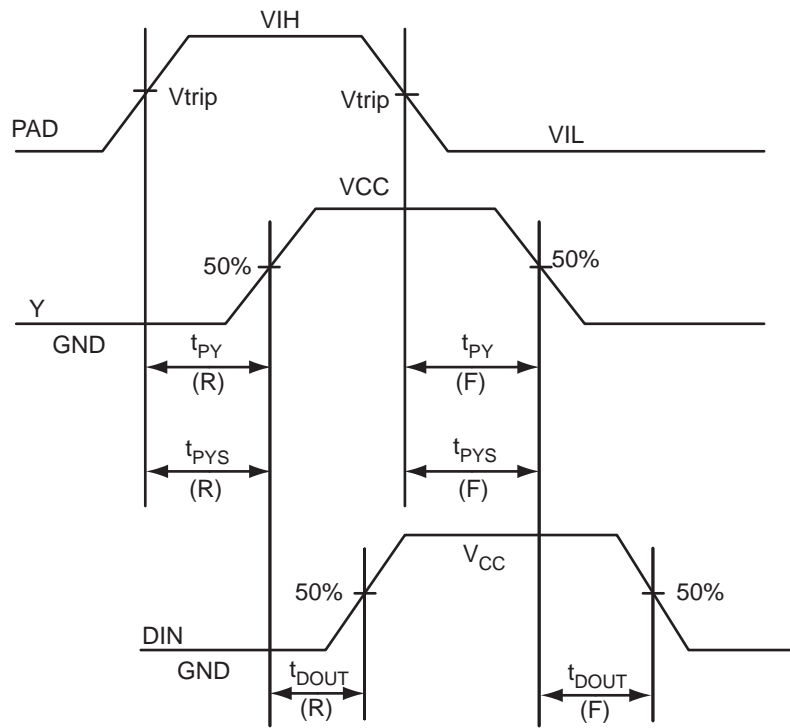 VIH
Vtrip
Vtrip
PAD
VIL
VCC
50%
50%
Y
GND
tPY
(R)
tPY
(F)
tPYS
(R)
tPYS
(F)
VCC
50%
50%
DIN
GND
tDOUT
(R)
tDOUT
(F)